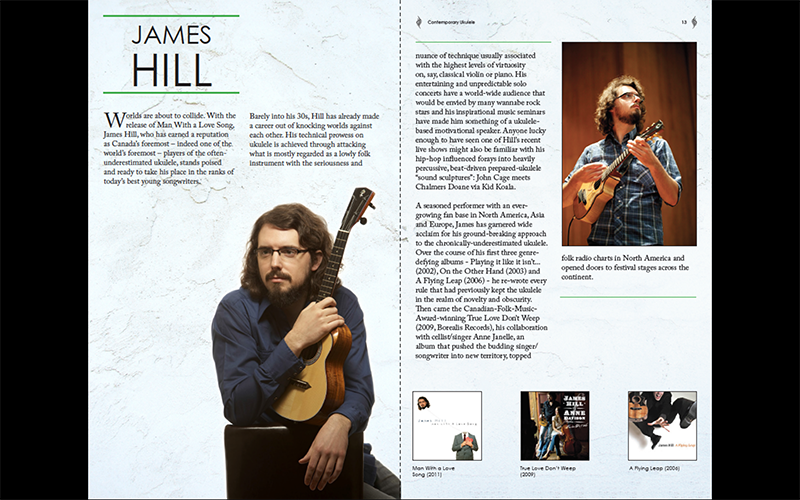 JAMES
HILL
Worlds are about to collide. With the
release of Man With a Love Song,
James Hill, who has earned a reputation
as Canada's foremost – indeed one of the
world's foremost – players of the often-
underestimated ukulele, stands poised
and ready to take his place in the ranks of
today's best young songwriters.
Barely into his 30s, Hill has already made
a career out of knocking worlds against
each other. His technical prowess on
ukulele is achieved through attacking
what is mostly regarded as a lowly folk
instrument with the seriousness and
Contemporary Ukulele
13
nuance of technique usually associated
with the highest levels of virtuosity
on, say, classical violin or piano. His
entertaining and unpredictable solo
concerts have a world-wide audience that
would be envied by many wannabe rock
stars and his inspirational music seminars
have made him something of a ukulele-
based motivational speaker. Anyone lucky
enough to have seen one of Hill's recent
live shows might also be familiar with his
hip-hop influenced forays into heavily
percussive, beat-driven prepared-ukulele
"sound sculptures": John Cage meets
Chalmers Doane via Kid Koala.
A seasoned performer with an ever-
growing fan base in North America, Asia
and Europe, James has garnered wide
acclaim for his ground-breaking approach
to the chronically-underestimated ukulele.
Over the course of his first three genre-
defying albums - Playing it like it isn't...
(2002), On the Other Hand (2003) and
A Flying Leap (2006) - he re-wrote every
rule that had previously kept the ukulele
in the realm of novelty and obscurity.
Then came the Canadian-Folk-Music-
Award-winning True Love Don't Weep
(2009, Borealis Records), his collaboration
with cellist/singer Anne Janelle, an
album that pushed the budding singer/
songwriter into new territory, topped
folk radio charts in North America and
opened doors to festival stages across the
continent.
James Hill
JAMES
HILL
ANNE
DAVISON
James Hill A Flying Leap
Man With a Love
Song (2011)
True Love Don't Weep
(2009)
A Flying Leap (2006)